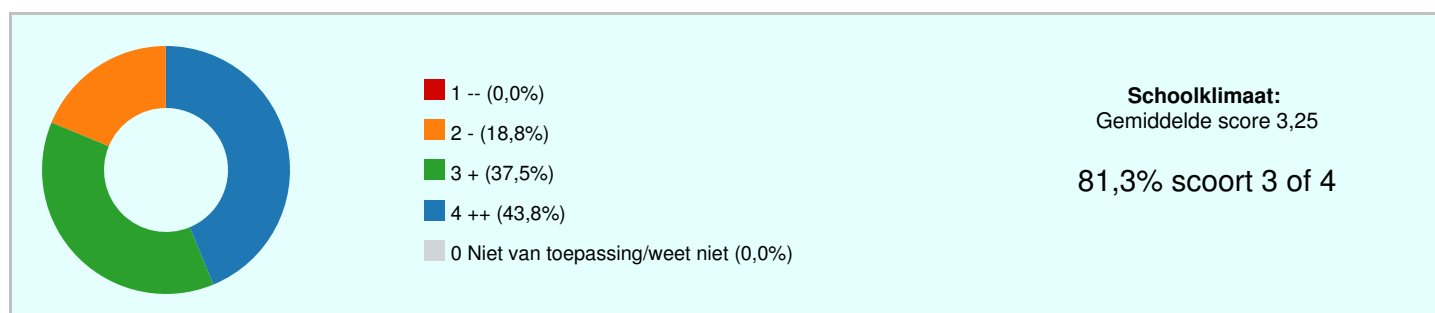 1 -- (0,0%)
2 - (18,8%)
3 + (37,5%)
4 ++ (43,8%)
0 Niet van toepassing/weet niet (0,0%)
Schoolklimaat:
Gemiddelde score 3,25
81,3% scoort 3 of 4